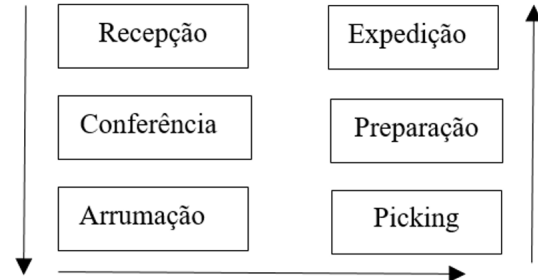 Recepção
Conferência
Arrumação
Picking
Preparação
Expedição